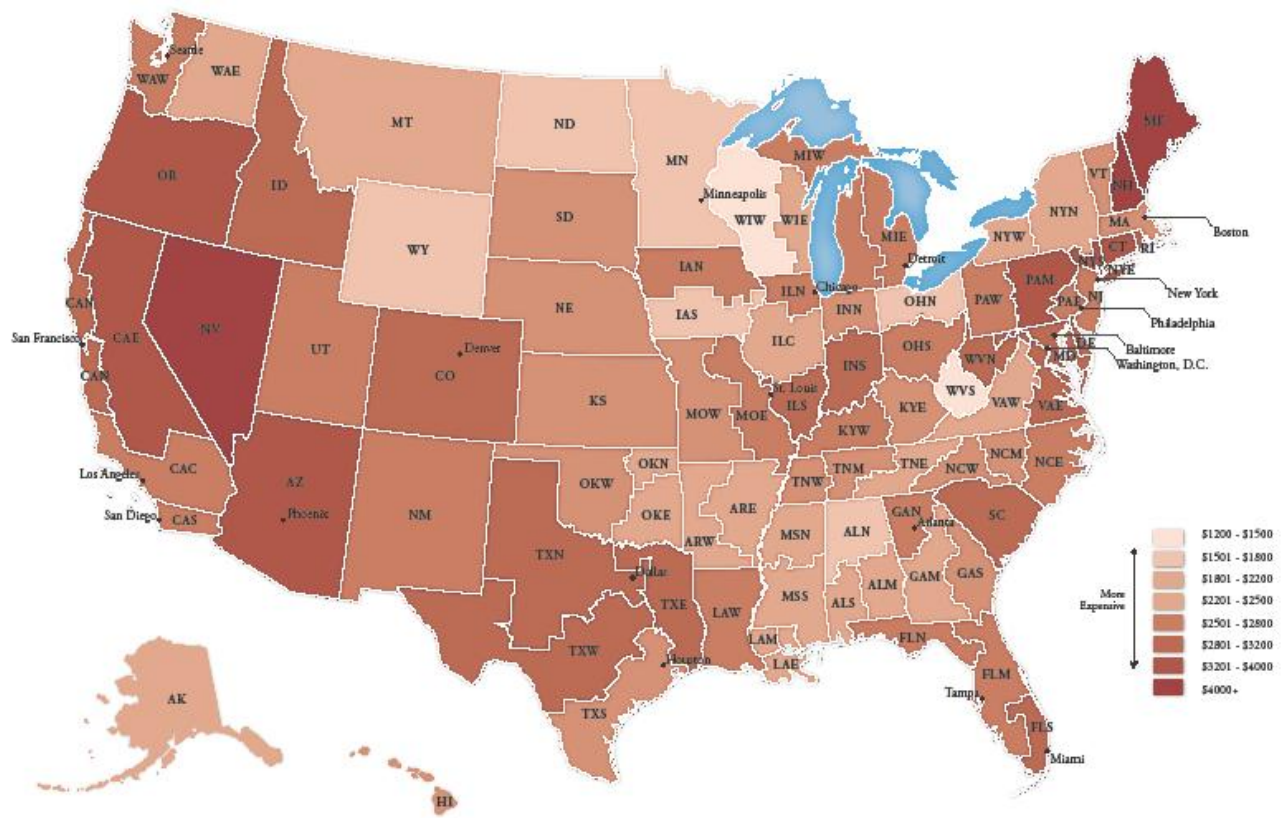 Seattle
WAW
WAE
MT
ND
MN
MIW
ME
OR
ID
SD
Minneapolis
WIW
WIE
MIE
Detroit
NYN
NYW
VT
NH
MA
Boston
CT
RI
WY
IAN
ILN
Chicago
NYS
NYE
New York
CAN
NV
NE
IAS
INN
OHN
PAW
PAM
PAE
NJ
Philadelphia
San Francisco
CAE
UT
Denver
CO
ILC
OHS
WVN
MD
DE
Baltimore
Washington, D.C.
CAN
KS
St. Louis
MOW
MOE
ILS
INS
KYE
KYW
WVS
VAW
VAE
Los Angeles
CAC
AZ
NM
OKW
OKN
OKE
TNW
TNM
TNE
NCW
NCM
NCE
San Diego
CAS
Phoenix
TXN
ARW
ARE
MSN
ALN
GAN
Atlanta
SC
Dallas
TXE
LAW
MSS
ALS
ALM
GAM
GAS
TXW
Houston
LAM
LAE
FLN
FLM
TXS
Tampa
FLS
Miami
AK
HI
More
Expensive
$1200 - $1500
$1501 - $1800
$1801 - $2200
$2201 - $2500
$2501 - $2800
$2801 - $3200
$3201 - $4000
$4000+